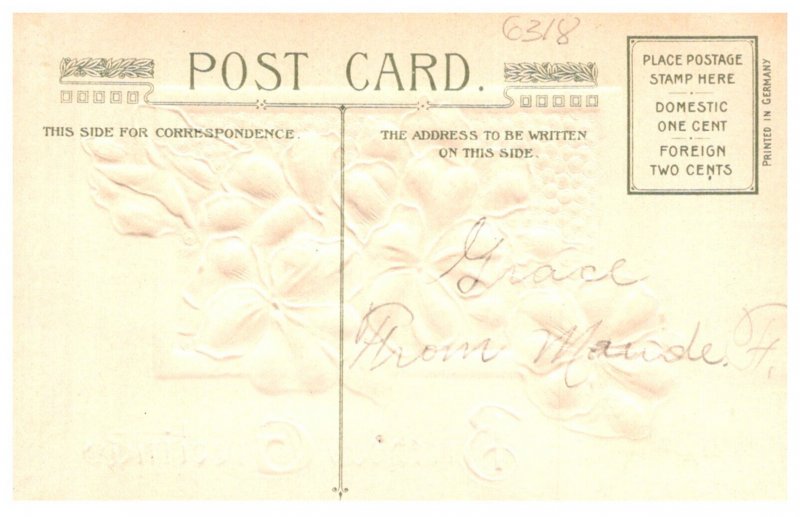 6318
POST CARD.
THIS SIDE FOR CORRESPONDENCE.
THE ADDRESS TO BE WRITTEN
ON THIS SIDE.
PLACE POSTAGE
STAMP HERE
DOMESTIC
ONE CENT
FOREIGN
TWO CENTS
PRINTED IN GERMANY
Grace
From Maude. F.